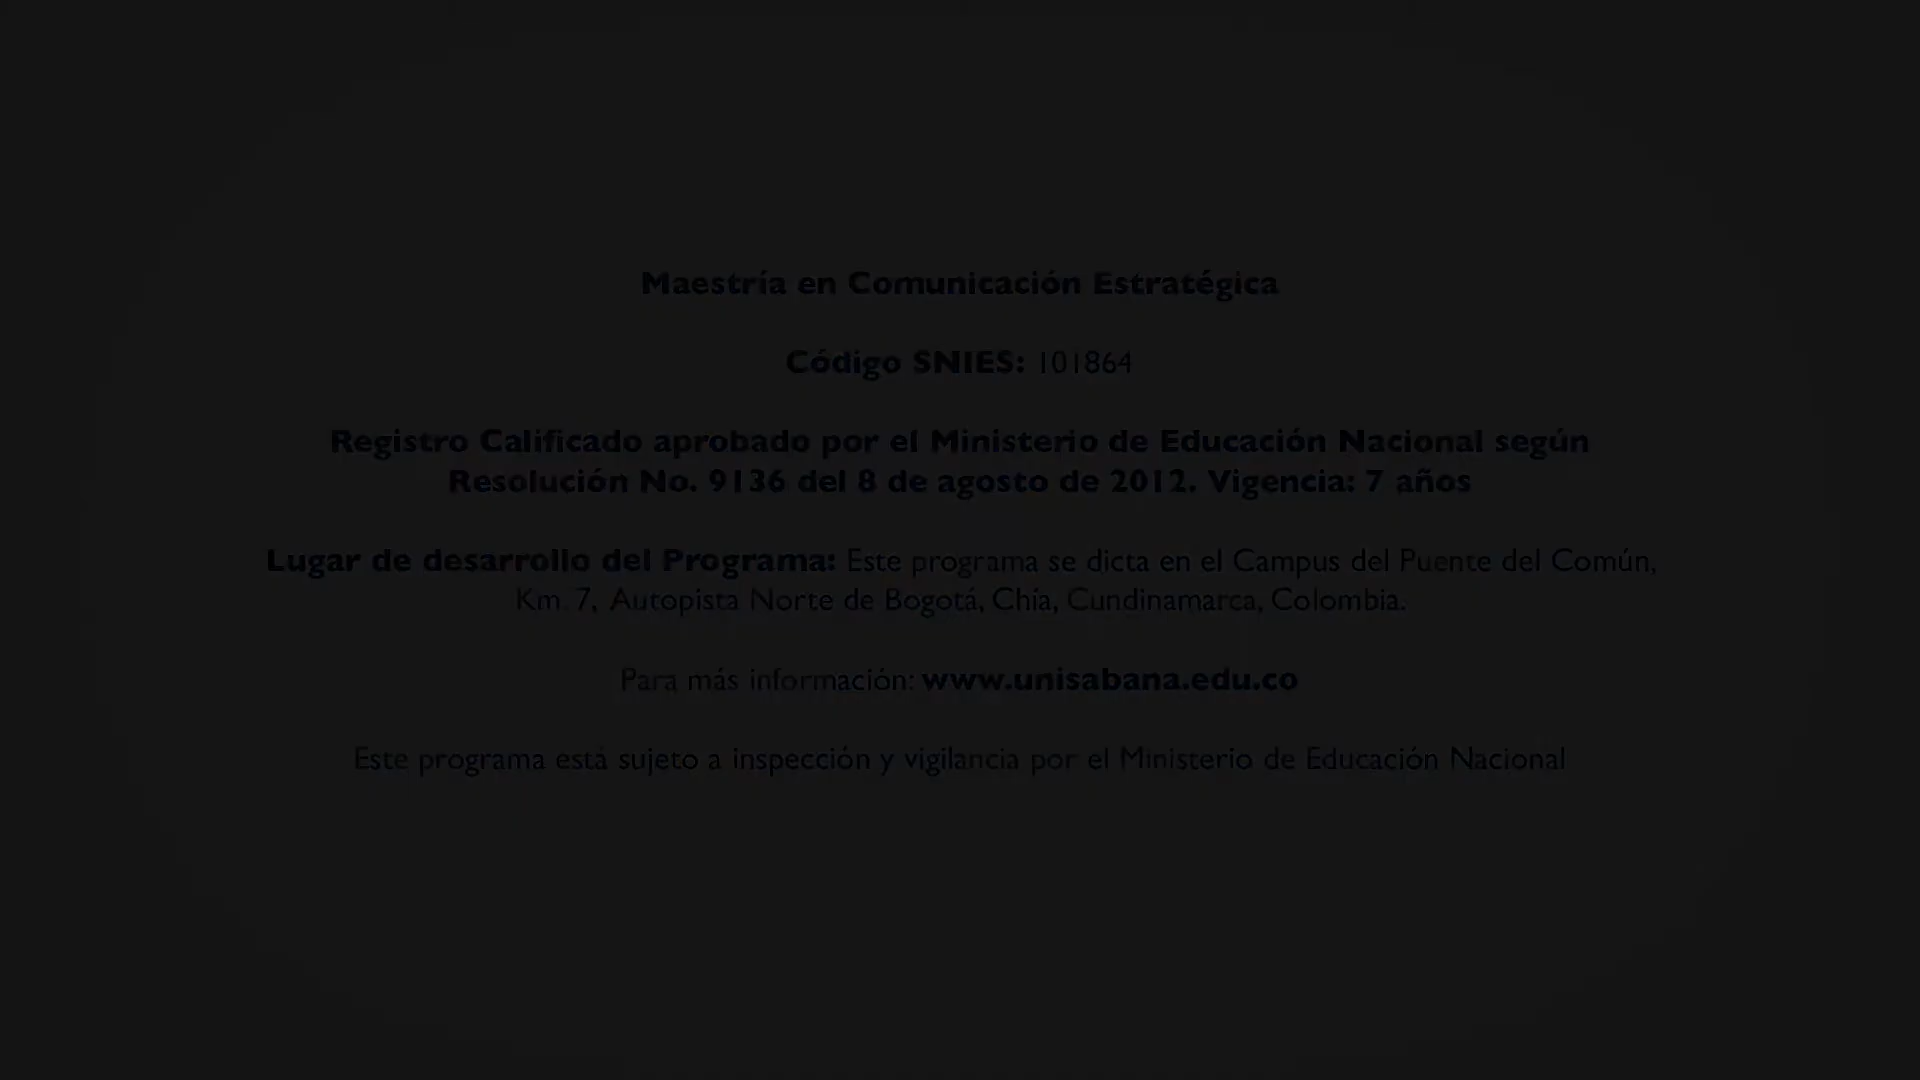 Maestría en Comunicación Estratégica
Código SNIES: 101864
Registro Calificado aprobado por el Ministerio de Educación Nacional según
Resolución No. 9136 del 8 de agosto de 2012. Vigencia: 7 años
Lugar de desarrollo del Programa: Este programa se dicta en el Campus del Puente del Común,
Km. 7, Autopista Norte de Bogotá, Chía, Cundinamarca, Colombia.
Para más información: www.unisabana.edu.co
Este programa está sujeto a inspección y vigilancia por el Ministerio de Educación Nacional